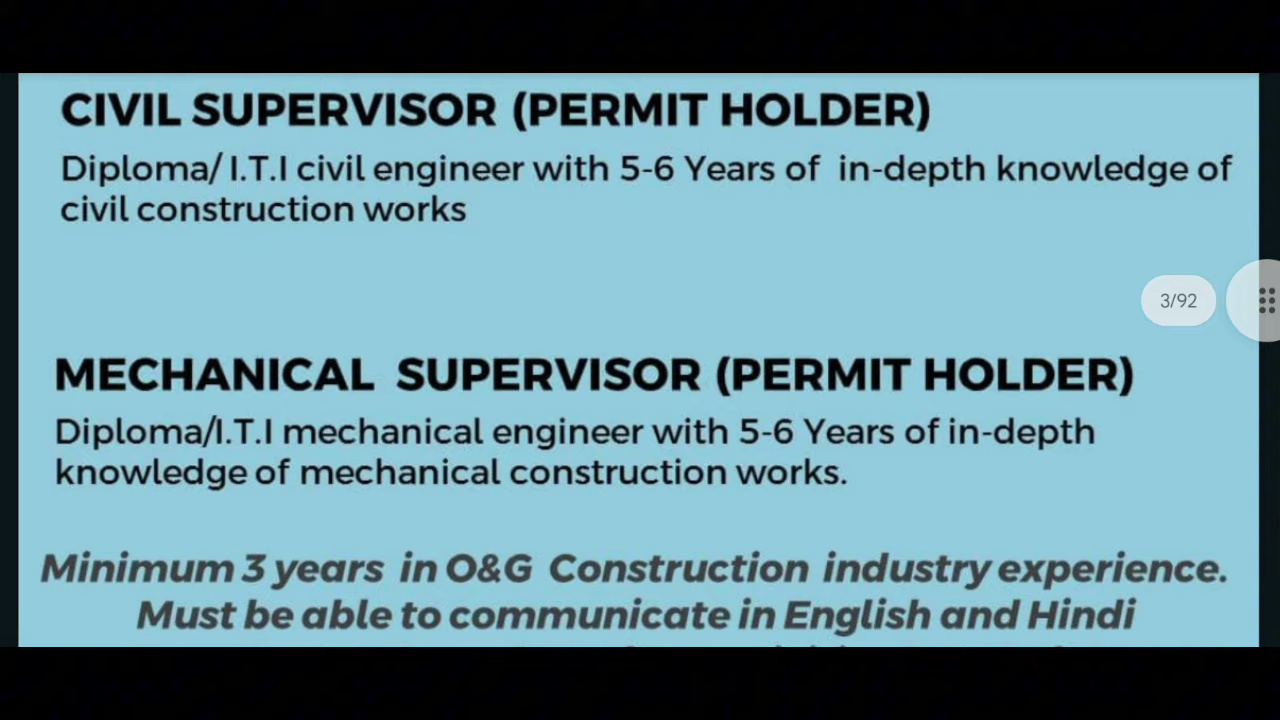 CIVIL SUPERVISOR (PERMIT HOLDER)
Diploma/ I.T.I civil engineer with 5-6 Years of in-depth knowledge of
civil construction works
3/92
MECHANICAL SUPERVISOR (PERMIT HOLDER)
Diploma/I.T.I mechanical engineer with 5-6 Years of in-depth
knowledge of mechanical construction works.
Minimum 3 years in O&G Construction industry experience.
Must be able to communicate in English and Hindi